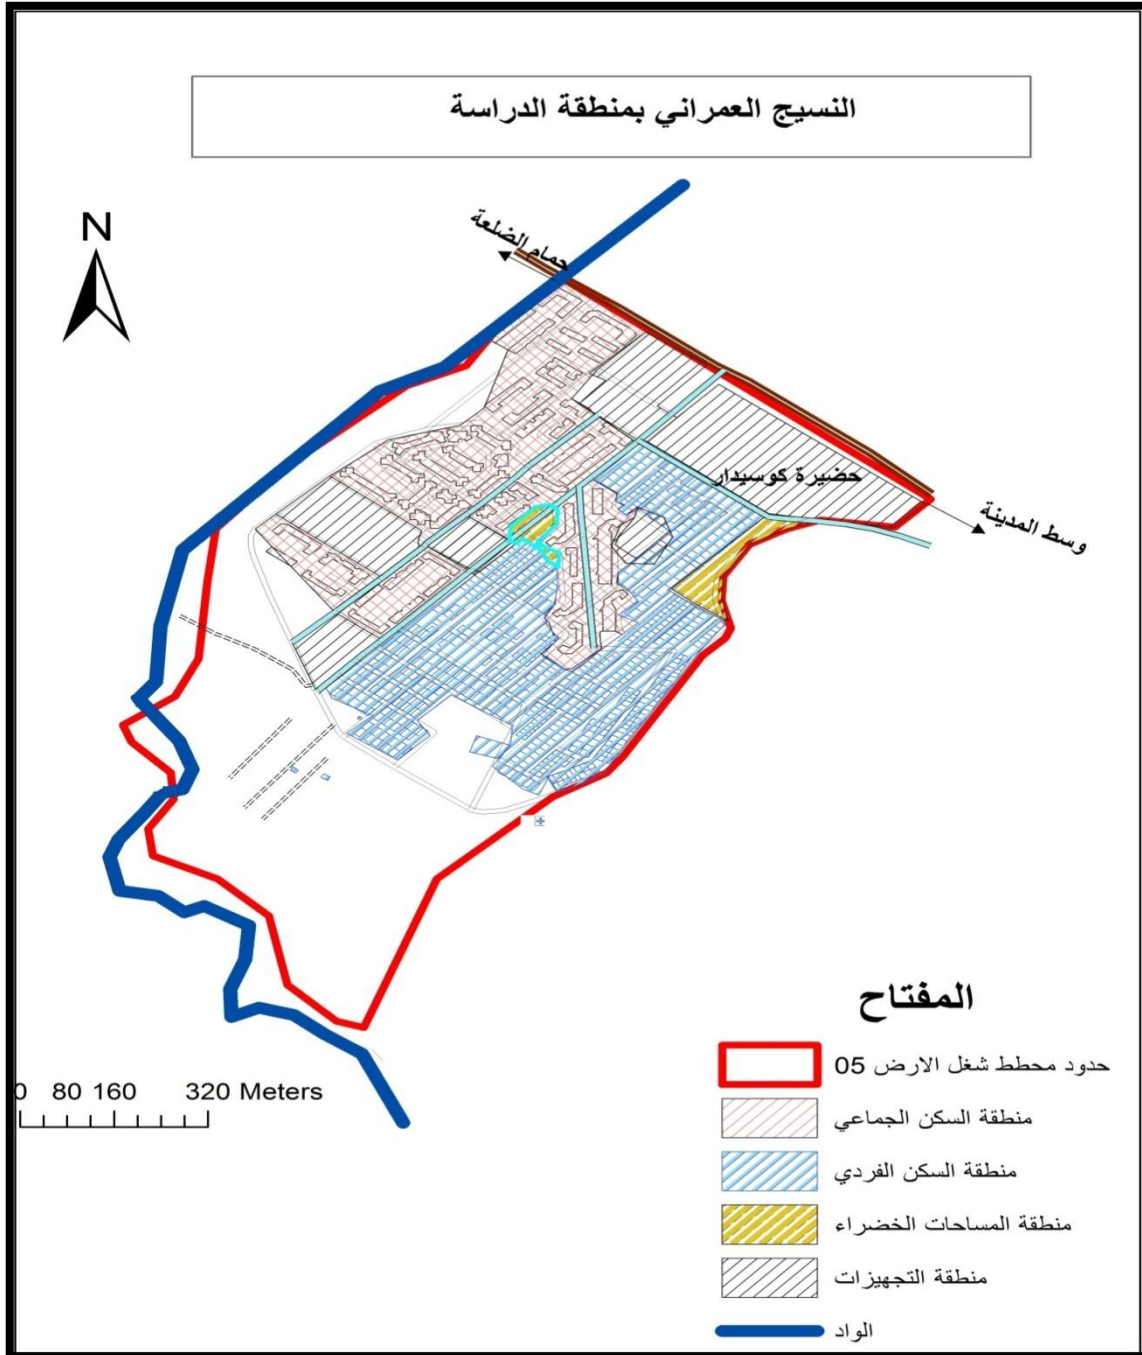 النسيج العمراني بمنطقة الدراسة
N
حمام الضلعة
حضيرة كوسيدار
وسط المدينة
المفتاح
حدود محطط شغل الارض 05
منطقة السكن الجماعي
منطقة السكن الفردي
منطقة المساحات الخضراء
منطقة التجهيزات
الواد
0 80 160 320 Meters